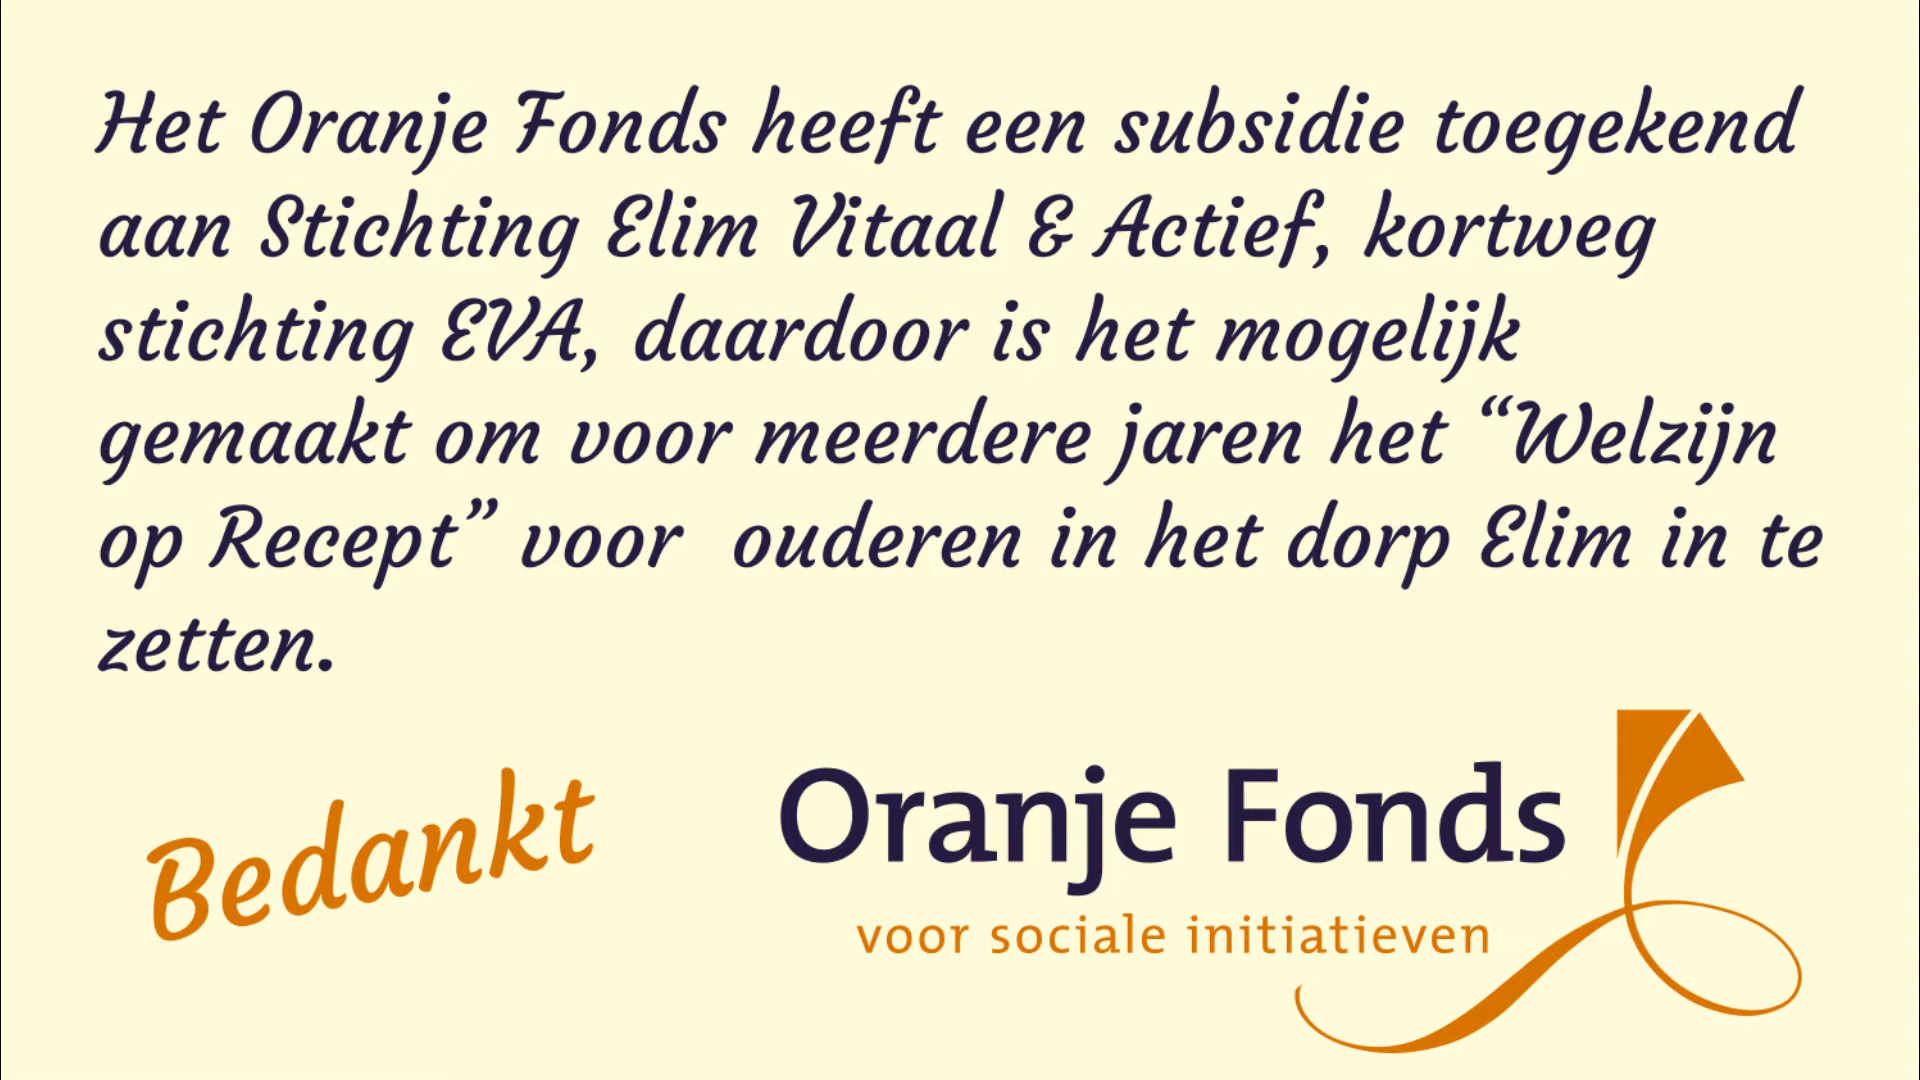 Het Oranje Fonds heeft een subsidie toegekend
aan Stichting Elim Vitaal & Actief, kortweg
stichting EVA, daardoor is het mogelijk
gemaakt om voor meerdere jaren het “Welzijn
op Recept” voor  ouderen in het dorp Elim in te
zetten.
Bedankt
Oranje Fonds
voor sociale initiatieven